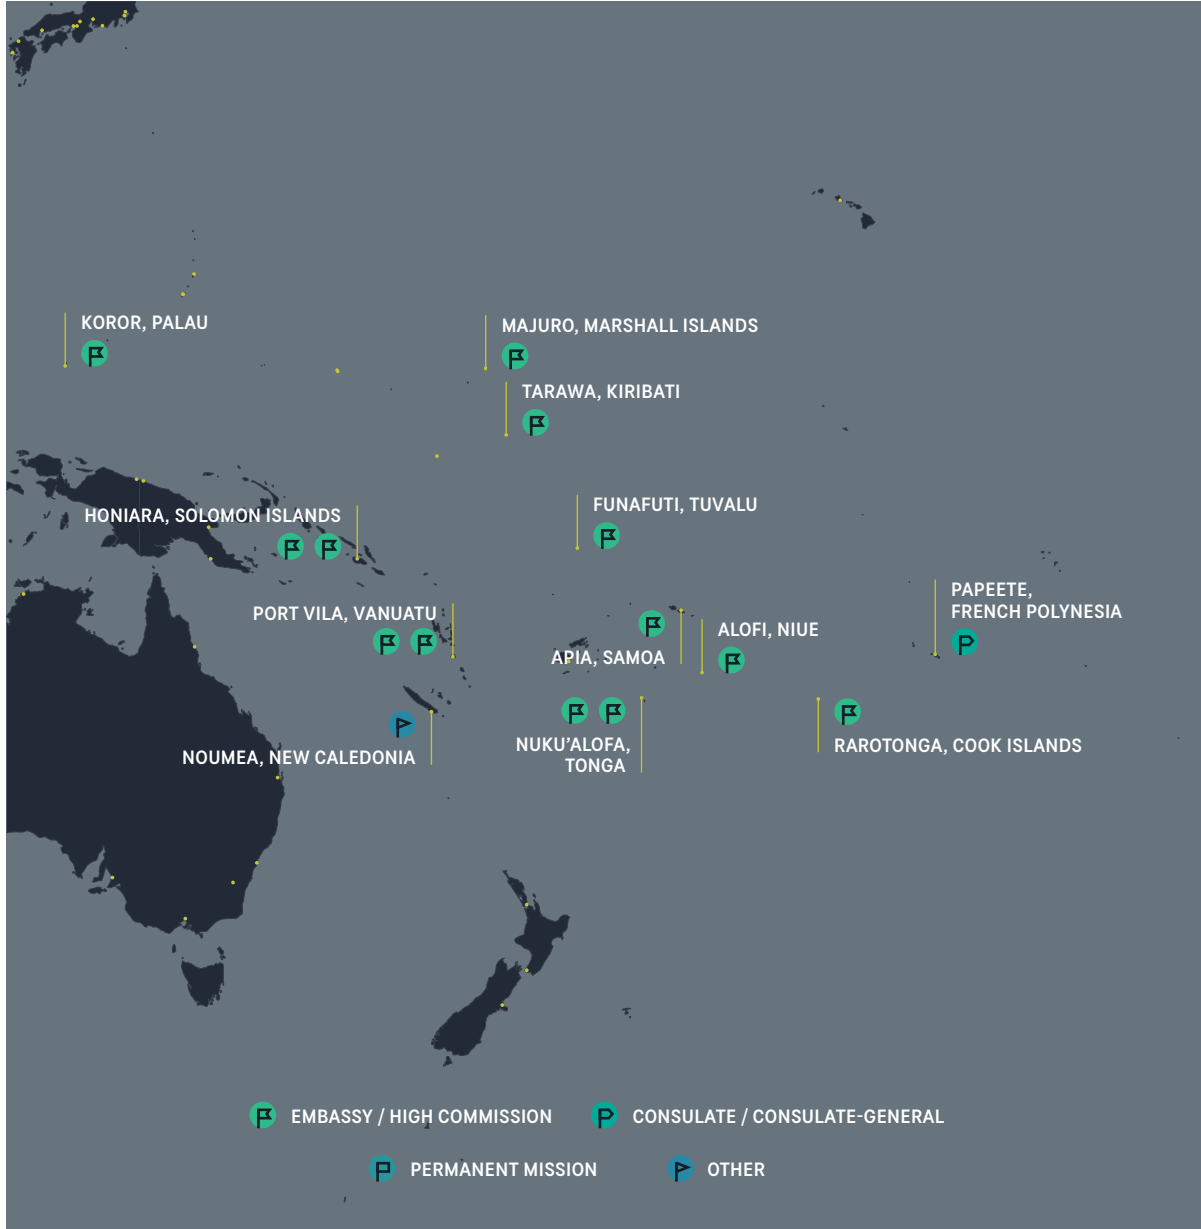 KOROR, PALAU
MAJURO, MARSHALL ISLANDS
TARAWA, KIRIBATI
FUNAFUTI, TUVALU
HONIARA, SOLOMON ISLANDS
PAPEETE,
FRENCH POLYNESIA
PORT VILA, VANUATU
ALOFI, NIUE
APIA, SAMOA
NUKU’ALOFA,
TONGA
RAROTONGA, COOK ISLANDS
NOUMEA, NEW CALEDONIA
EMBASSY / HIGH COMMISSION
CONSULATE / CONSULATE-GENERAL
PERMANENT MISSION
OTHER